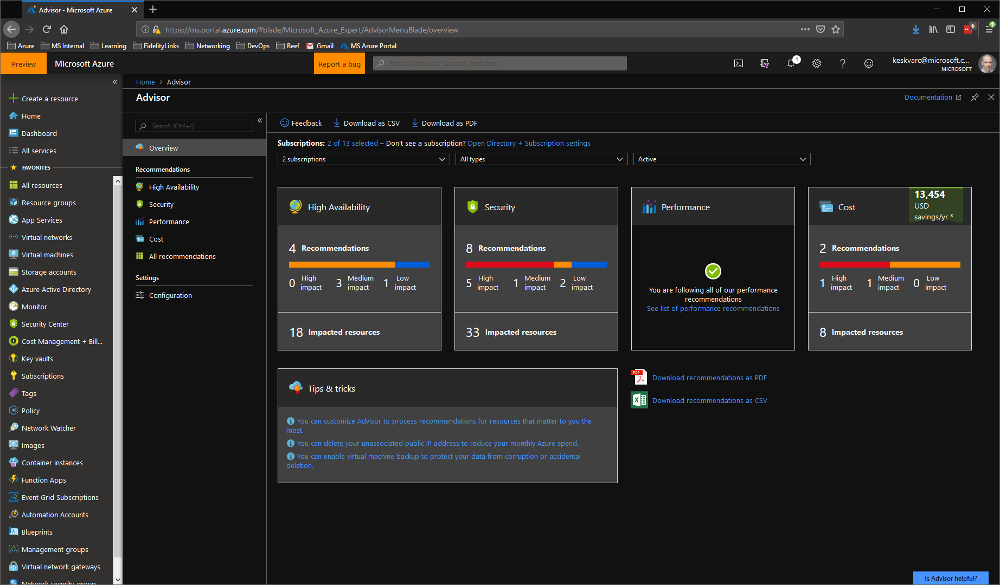 Advisor - Microsoft Azure
https://ms.portal.azure.com/#blade/Microsoft_Azure_Expert/AdvisorMenuBlade/overview
6
Azure
MS Internal
Learning
FidelityLinks
Networking
DevOps
Reef
Gmail
MS Azure Portal
Preview
Microsoft Azure
Report a bug
Search resources, services, and docs
1
keskvarc@microsoft.c...
MICROSOFT
Create a resource
Home
Dashboard
All services
FAVORITES
All resources
Resource groups
App Services
Virtual networks
Virtual machines
Storage accounts
Azure Active Directory
Monitor
Security Center
Cost Management + Bill...
Key vaults
Subscriptions
Tags
Policy
Network Watcher
Images
Container instances
Function Apps
Event Grid Subscriptions
Automation Accounts
Blueprints
Management groups
Virtual network gateways
Network security group
Home > Advisor
Advisor
Documentation
Search (Ctrl+/)
Overview
Recommendations
High Availability
Security
Performance
Cost
All recommendations
Settings
Configuration
Feedback
Download as CSV
Download as PDF
Subscriptions: 2 of 13 selected – Don't see a subscription? Open Directory + Subscription settings
2 subscriptions
All types
Active
High Availability
4 Recommendations
0 High impact
3 Medium impact
1 Low impact
18 Impacted resources
Security
8 Recommendations
5 High impact
1 Medium impact
2 Low impact
33 Impacted resources
Performance
You are following all of our performance
recommendations
See list of performance recommendations
Cost
13,454
USD
savings/yr *
2 Recommendations
1 High impact
1 Medium impact
0 Low impact
8 Impacted resources
Tips & tricks
You can customize Advisor to process recommendations for resources that matter to you the
most.
You can delete your unassociated public IP address to reduce your monthly Azure spend.
You can enable virtual machine backup to protect your data from corruption or accidental
deletion.
PDF
Download recommendations as PDF
Download recommendations as CSV
Is Advisor helpful?